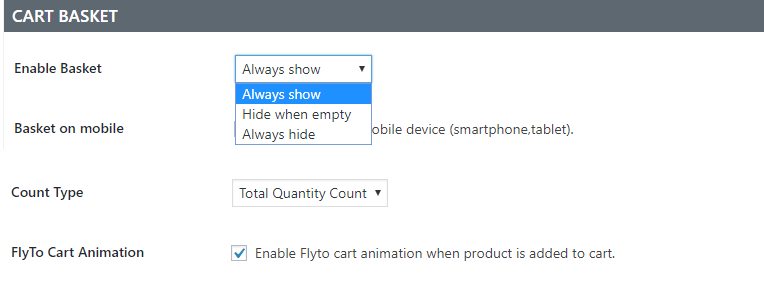 CART BASKET
Enable Basket Always show
Always show
Hide when empty
Basket on mobile obile device (smartphone,tablet).
Always hide
Count Type Total Quantity Count
FlyTo Cart Animation Enable Flyto cart animation when product is added to cart.